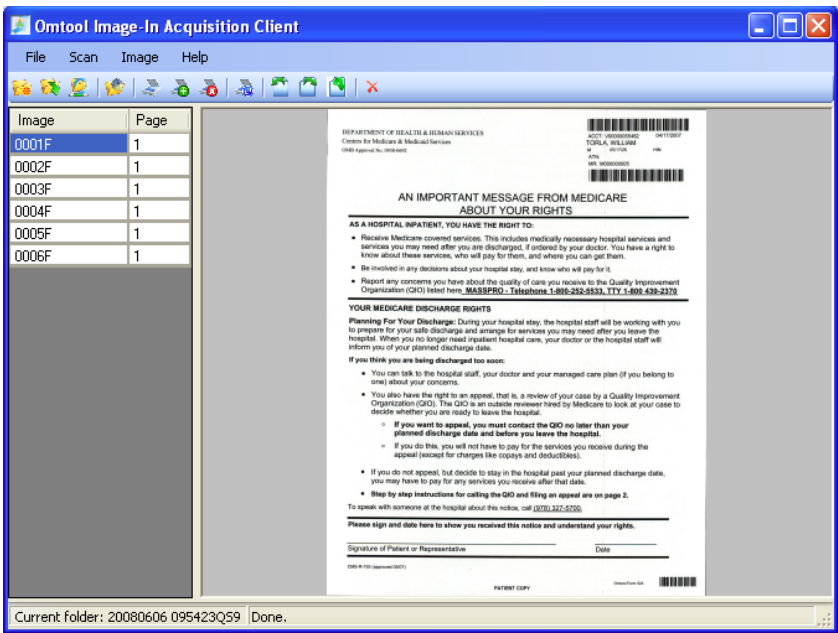 Omtool Image-In Acquisition Client
File Scan Image Help
Image Page
0001F 1
0002F 1
0003F 1
0004F 1
0005F 1
0006F 1
DEPARTMENT OF HEALTH & HUMAN SERVICES
Centers for Medicare & Medicaid Services
OMB Approval No. 0938-0692
ACCT: 04/17/2007
TORLA, WILLIAM
M
ATN:
MR:
AN IMPORTANT MESSAGE FROM MEDICARE
ABOUT YOUR RIGHTS
AS A HOSPITAL INPATIENT, YOU HAVE THE RIGHT TO:
• Receive Medicare covered services. This includes medically necessary hospital services and
services you may need after you are discharged, if ordered by your doctor. You have a right to
know about these services, who will pay for them, and where you can get them.
• Be involved in any decisions about your hospital stay, and know who will pay for it.
• Report any concerns you have about the quality of care you receive to the Quality Improvement
Organization (QIO) listed here MASSPRO - Telephone 1-800-252-5533, TTY 1-800 439-2370
YOUR MEDICARE DISCHARGE RIGHTS
Planning For Your Discharge: During your hospital stay, the hospital staff will be working with you
to prepare for your safe discharge and arrange for services you may need after you leave the
hospital. When you no longer need inpatient hospital care, your doctor or the hospital staff will
inform you of your planned discharge date.
If you think you are being discharged too soon:
• You can talk to the hospital staff, your doctor and your managed care plan (if you belong to
one) about your concerns.
• You also have the right to an appeal, that is, a review of your case by a Quality Improvement
Organization (QIO). The QIO is an outside reviewer hired by Medicare to look at your case to
decide whether you are ready to leave the hospital.
o If you want to appeal, you must contact the QIO no later than your
planned discharge date and before you leave the hospital.
o If you do this, you will not have to pay for the services you receive during the
appeal (except for charges like copays and deductibles).
• If you do not appeal, but decide to stay in the hospital past your planned discharge date,
you may have to pay for any services you receive after that date.
• Step by step instructions for calling the QIO and filing an appeal are on page 2.
To speak with someone at the hospital about this notice, call (978) 327-5700.
Please sign and date here to show you received this notice and understand your rights.
Signature of Patient or Representative Date
CMS-R-193 (approved 05/07)
PATIENT COPY
Current folder: 20080606 095423QS9 Done.